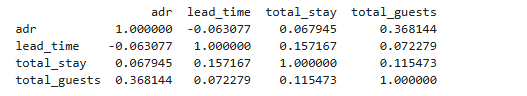 adr lead_time total_stay total_guests
adr 1.000000 -0.063077 0.067945 0.368144
lead_time -0.063077 1.000000 0.157167 0.072279
total_stay 0.067945 0.157167 1.000000 0.115473
total_guests 0.368144 0.072279 0.115473 1.000000